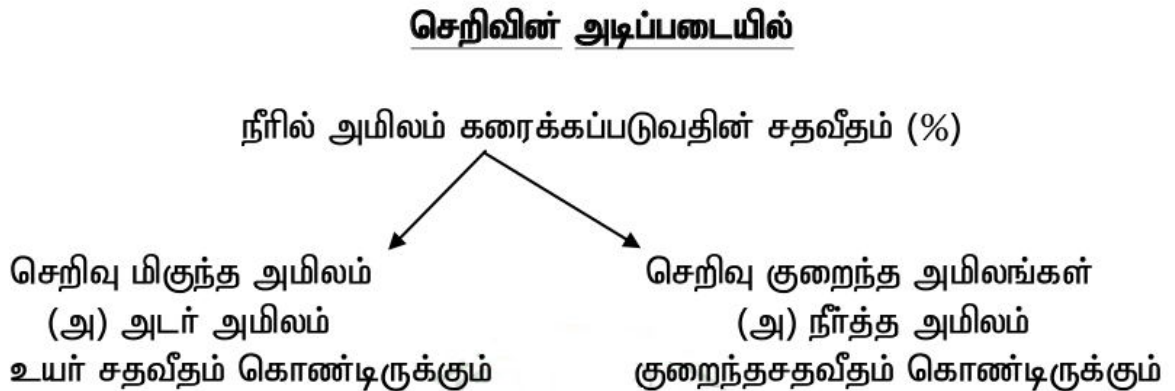 செறிவின் அடிப்படையில்
நீரில் அமிலம் கரைக்கப்படுவதின் சதவீதம் (%)
செறிவு மிகுந்த அமிலம்
(அ) அடர் அமிலம்
உயர் சதவீதம் கொண்டிருக்கும்
செறிவு குறைந்த அமிலங்கள்
(அ) நீர்த்த அமிலம்
குறைந்தசதவீதம் கொண்டிருக்கும்